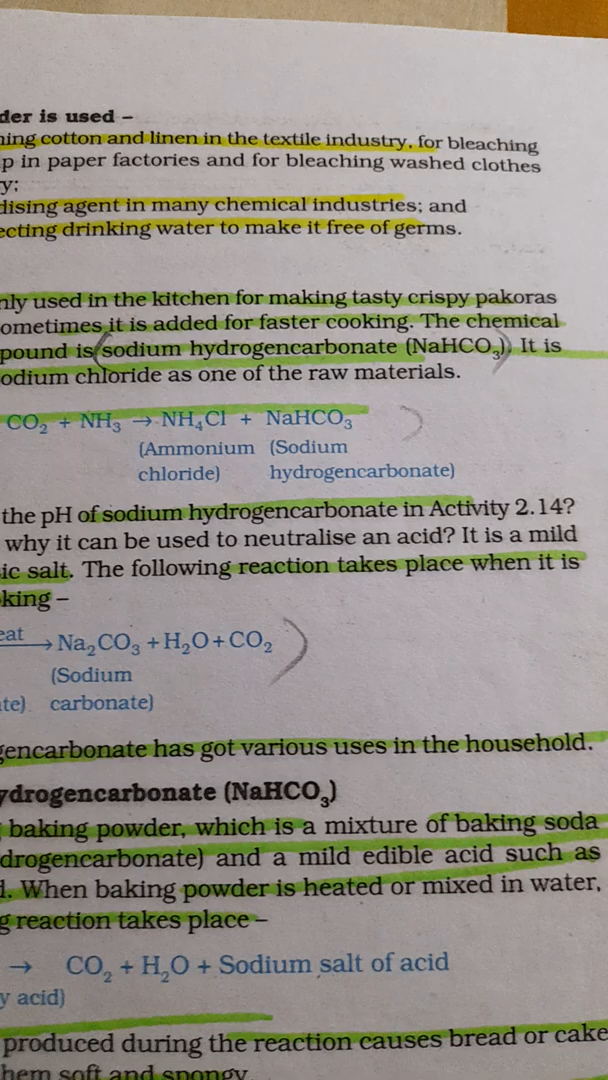 der is used –
ning cotton and linen in the textile industry, for bleaching
p in paper factories and for bleaching washed clothes
y;
dising agent in many chemical industries; and
ecting drinking water to make it free of germs.
nly used in the kitchen for making tasty crispy pakoras
ometimes it is added for faster cooking. The chemical
pound is sodium hydrogencarbonate (NaHCO₃). It is
odium chloride as one of the raw materials.
CO₂ + NH₃ → NH₄Cl + NaHCO₃
(Ammonium (Sodium
chloride) hydrogencarbonate)
the pH of sodium hydrogencarbonate in Activity 2.14?
why it can be used to neutralise an acid? It is a mild
ic salt. The following reaction takes place when it is
king –
eat → Na₂CO₃ + H₂O + CO₂
(Sodium
te) carbonate)
gencarbonate has got various uses in the household.
ydrogencarbonate (NaHCO₃)
baking powder, which is a mixture of baking soda
drogencarbonate) and a mild edible acid such as
d. When baking powder is heated or mixed in water,
g reaction takes place –
→ CO₂ + H₂O + Sodium salt of acid
y acid)
produced during the reaction causes bread or cake
hem soft and spongy.